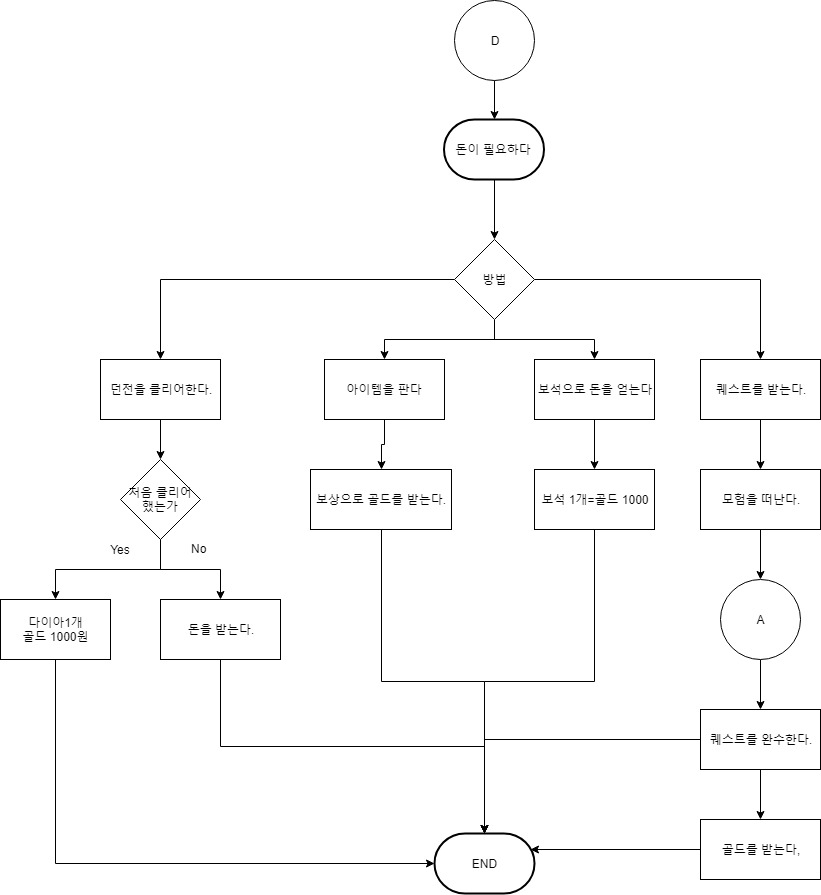 D
돈이 필요하다
방법
던전을 클리어한다.
아이템을 판다
보석으로 돈을 얻는다
퀘스트를 받는다.
처음 클리어
했는가
보상으로 골드를 받는다.
보석 1개=골드 1000
모험을 떠난다.
Yes
No
다이아1개
골드 1000원
돈을 받는다.
A
퀘스트를 완수한다.
골드를 받는다,
END